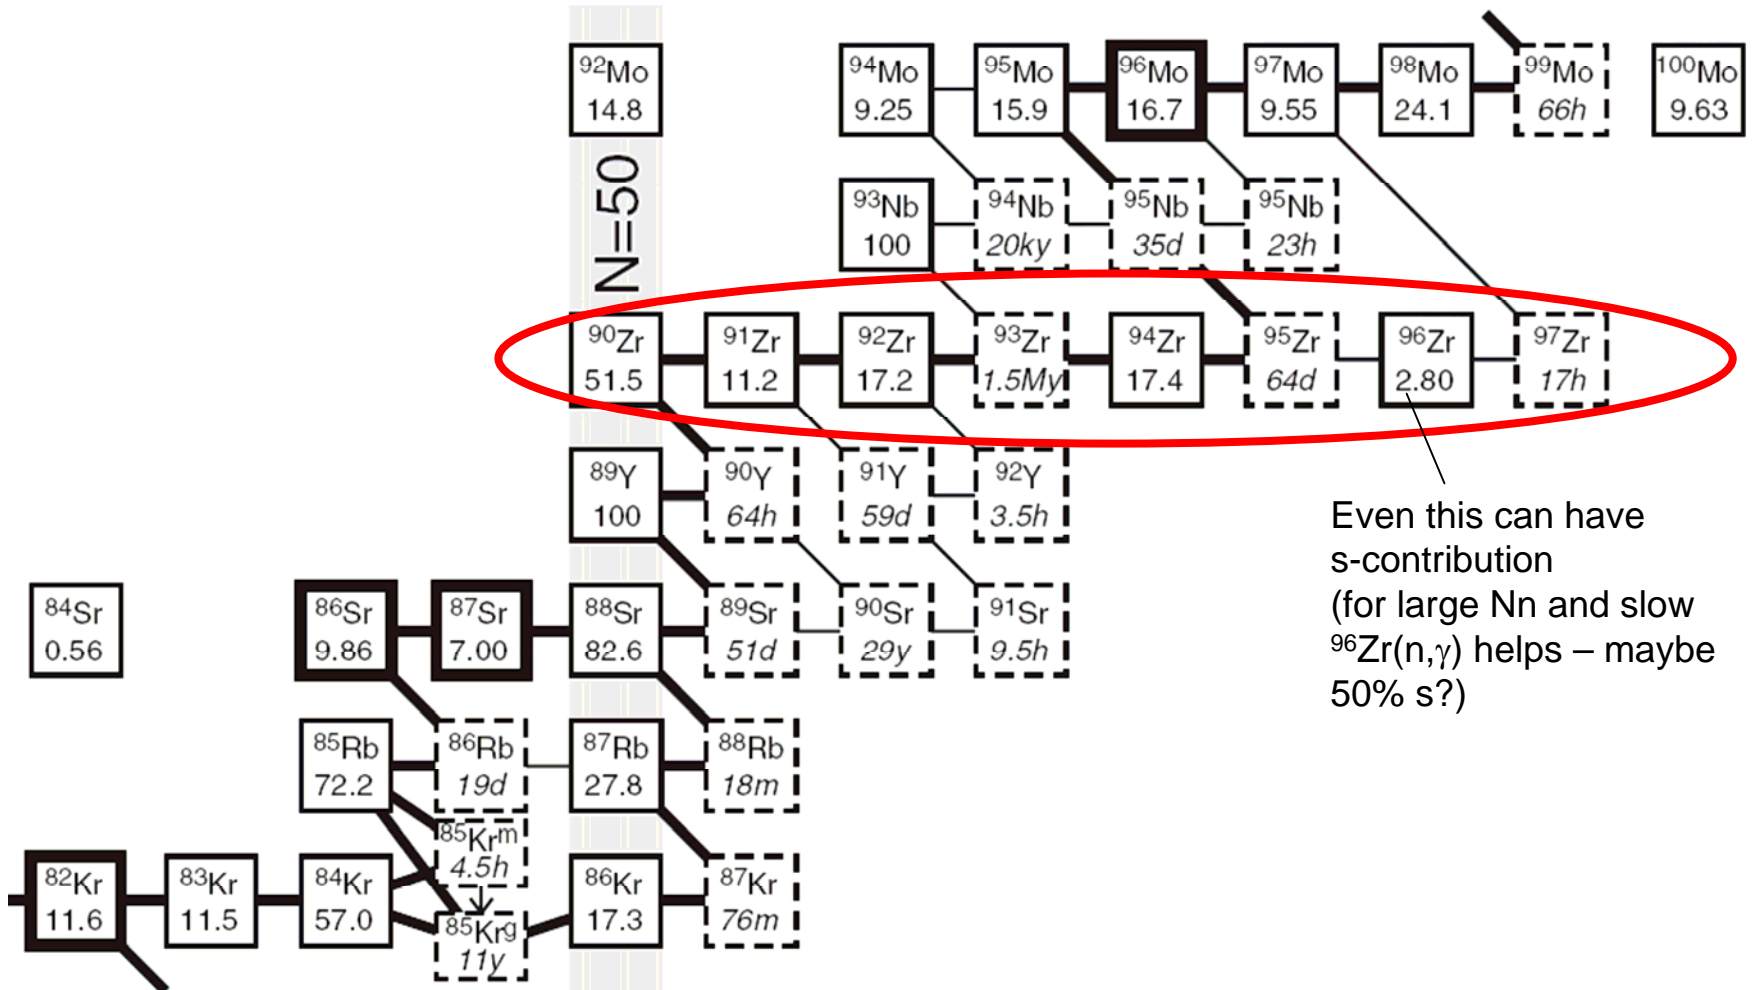 ⁹²Mo
14.8
⁹⁴Mo
9.25
⁹⁵Mo
15.9
⁹⁶Mo
16.7
⁹⁷Mo
9.55
⁹⁸Mo
24.1
⁹⁹Mo
66h
¹⁰⁰Mo
9.63
N=50
⁹³Nb
100
⁹⁴Nb
20ky
⁹⁵Nb
35d
⁹⁵Nb
23h
⁹⁰Zr
51.5
⁹¹Zr
11.2
⁹²Zr
17.2
⁹³Zr
1.5My
⁹⁴Zr
17.4
⁹⁵Zr
64d
⁹⁶Zr
2.80
⁹⁷Zr
17h
⁸⁹Y
100
⁹⁰Y
64h
⁹¹Y
59d
⁹²Y
3.5h
Even this can have
s-contribution
(for large Nn and slow
⁹⁶Zr(n,γ) helps – maybe
50% s?)
⁸⁴Sr
0.56
⁸⁶Sr
9.86
⁸⁷Sr
7.00
⁸⁸Sr
82.6
⁸⁹Sr
51d
⁹⁰Sr
29y
⁹¹Sr
9.5h
⁸⁵Rb
72.2
⁸⁶Rb
19d
⁸⁷Rb
27.8
⁸⁸Rb
18m
⁸⁵Krᵐ
4.5h
⁸²Kr
11.6
⁸³Kr
11.5
⁸⁴Kr
57.0
⁸⁵Krᵍ
11y
⁸⁶Kr
17.3
⁸⁷Kr
76m